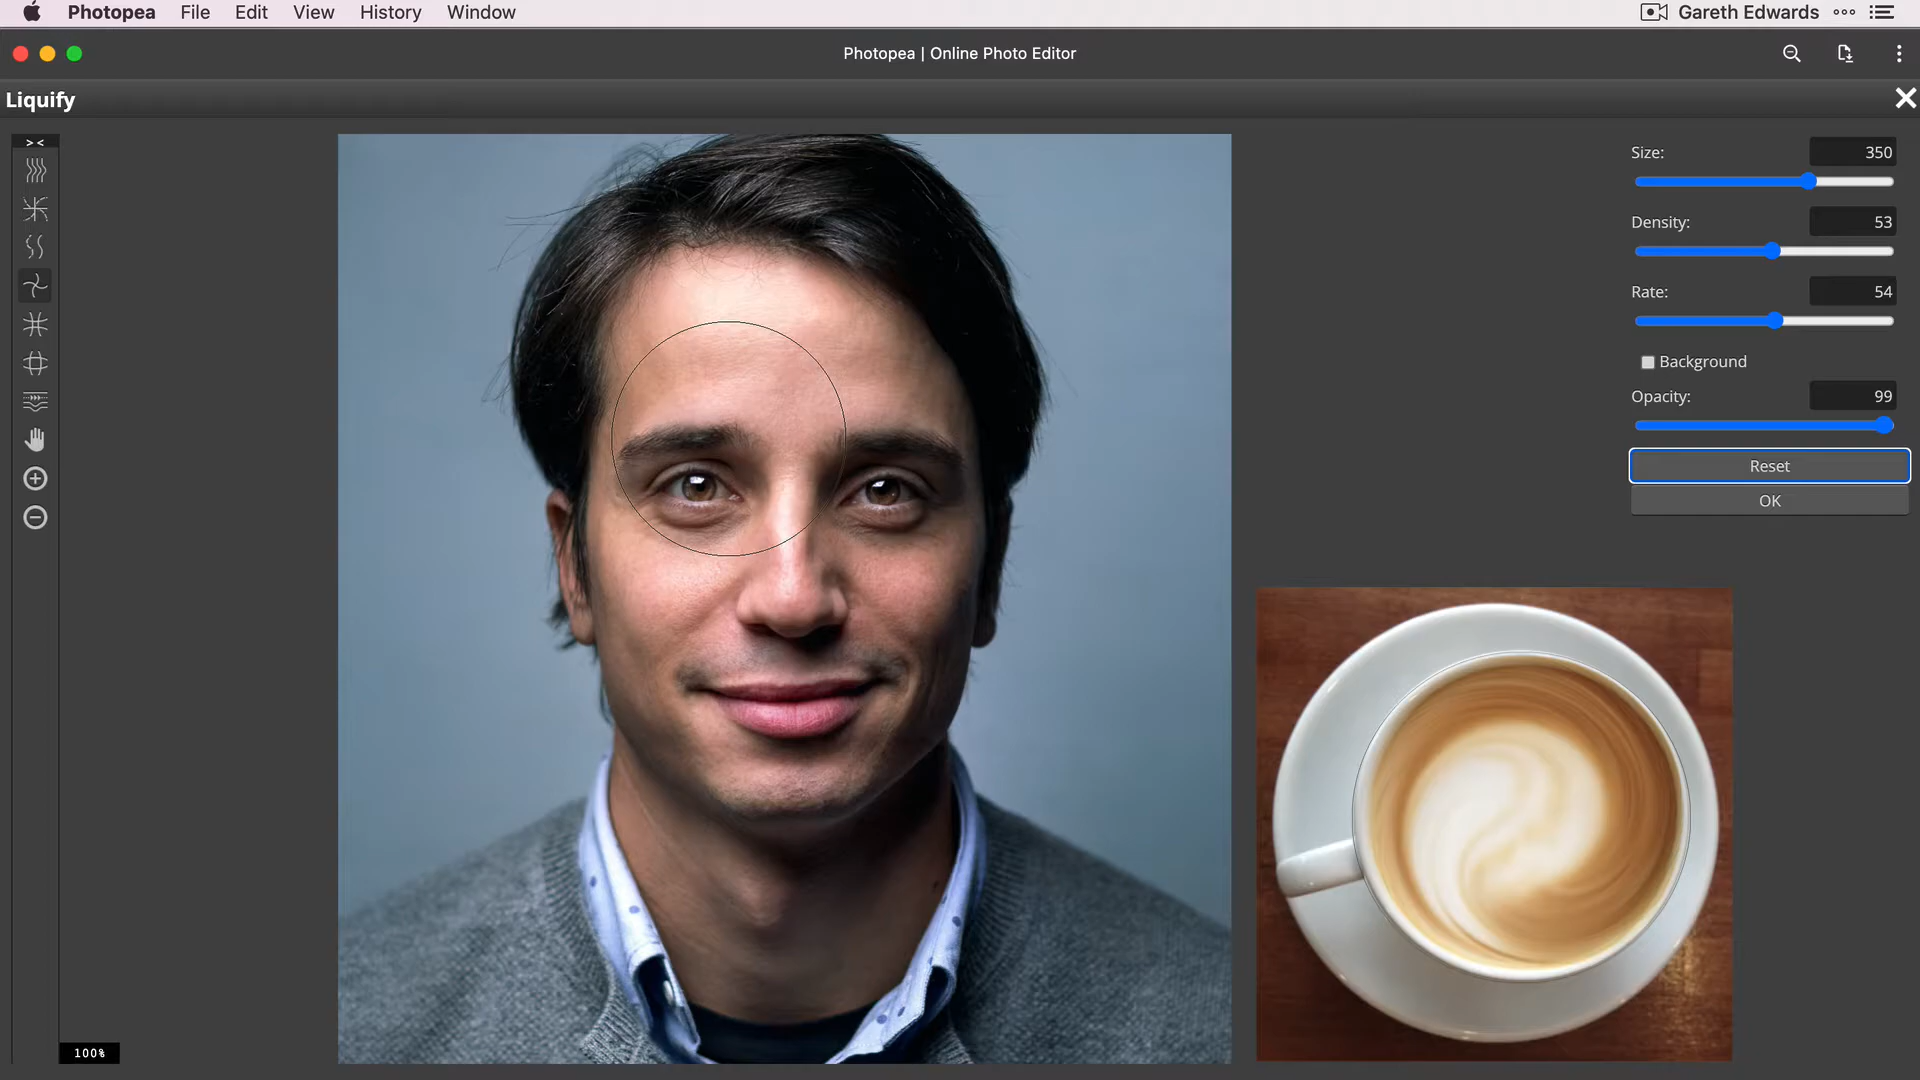 Photopea File Edit View History Window Gareth Edwards
Photopea | Online Photo Editor
Liquify
Size: 350
Density: 53
Rate: 54
Background
Opacity: 99
Reset
OK
100%